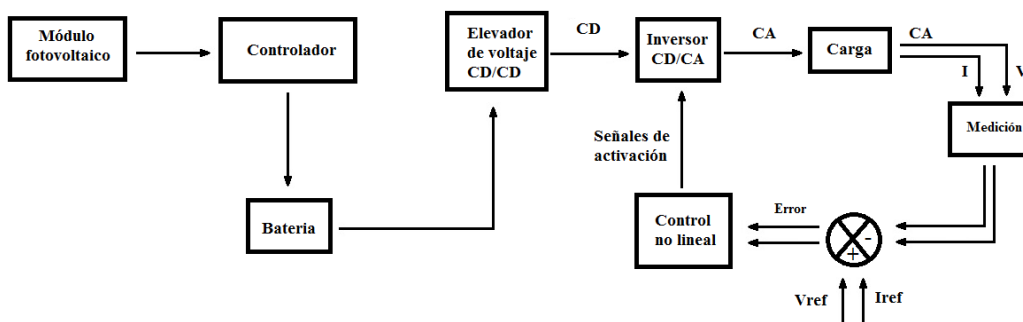 Módulo
fotovoltaico
Controlador
Bateria
Elevador
de voltaje
CD/CD
CD
Inversor
CD/CA
CA
Carga
CA
I
V
Medición
Señales de
activación
Control
no lineal
Error
-
+
Vref
Iref